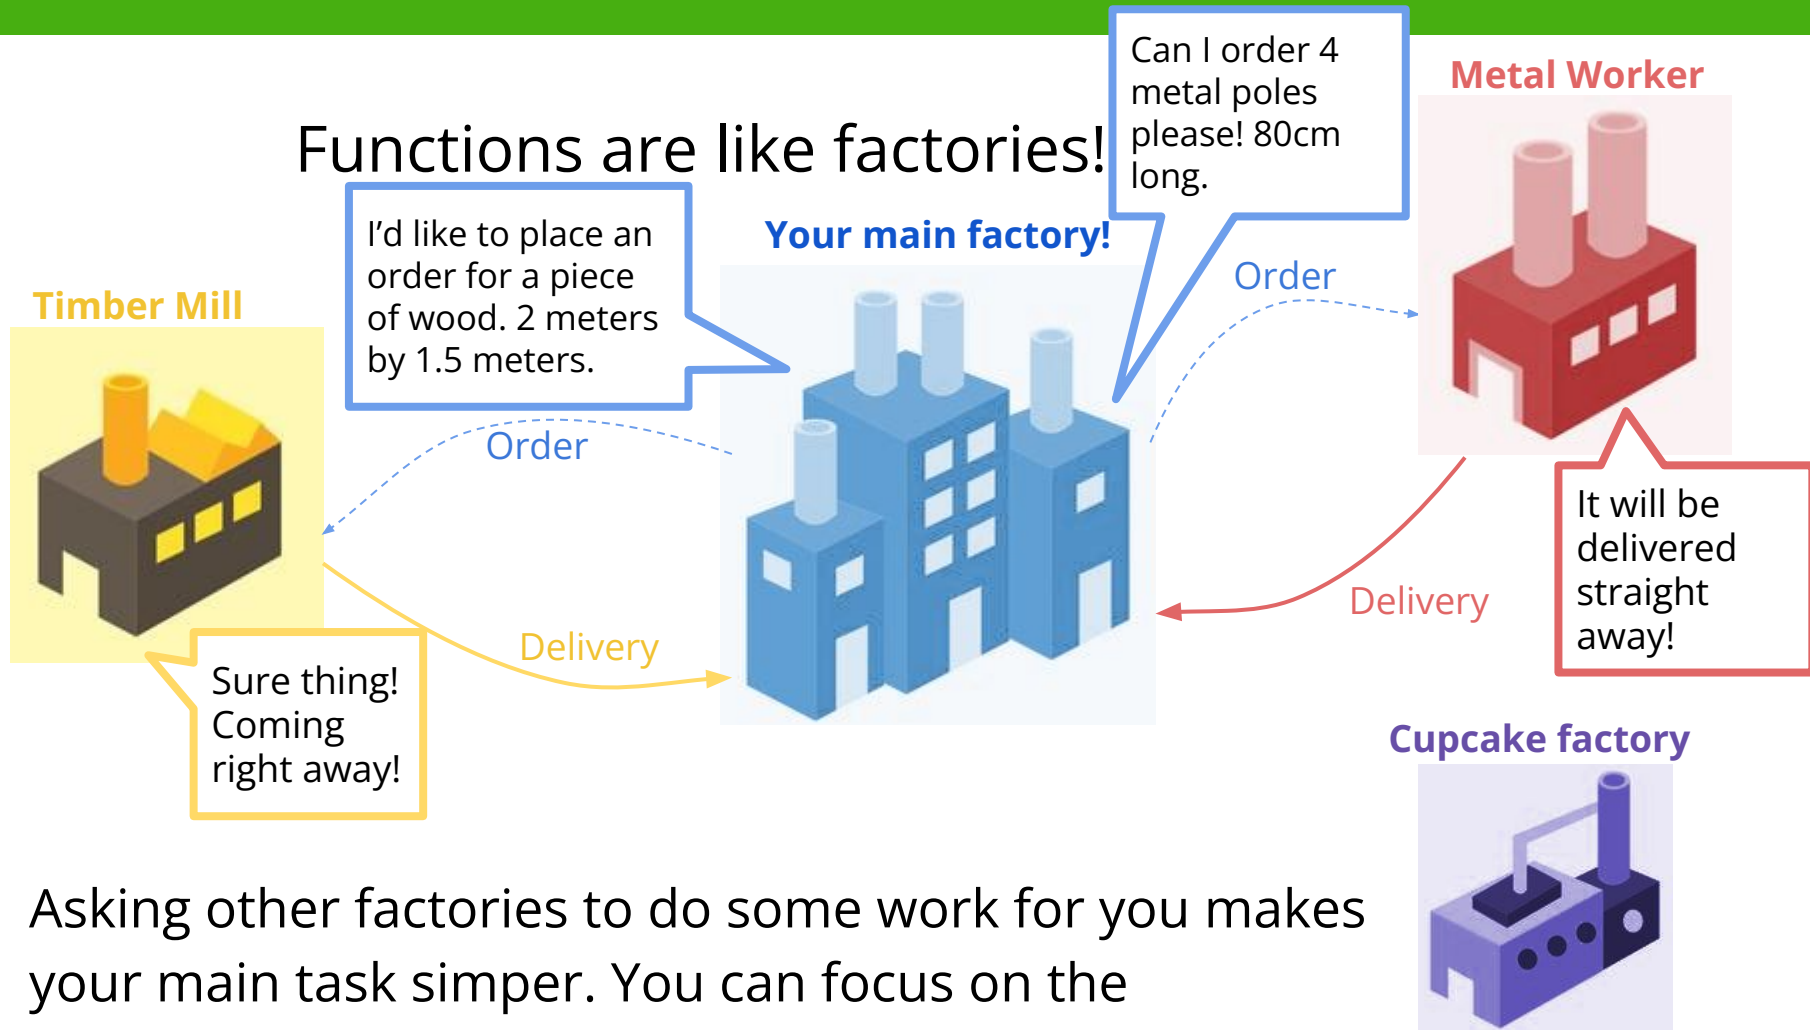 Functions are like factories!
Can I order 4
metal poles
please! 80cm
long.
Metal Worker
I’d like to place an
order for a piece
of wood. 2 meters
by 1.5 meters.
Your main factory!
Order
Timber Mill
Order
It will be
delivered
straight
away!
Delivery
Delivery
Sure thing!
Coming
right away!
Cupcake factory
Asking other factories to do some work for you makes
your main task simper. You can focus on the